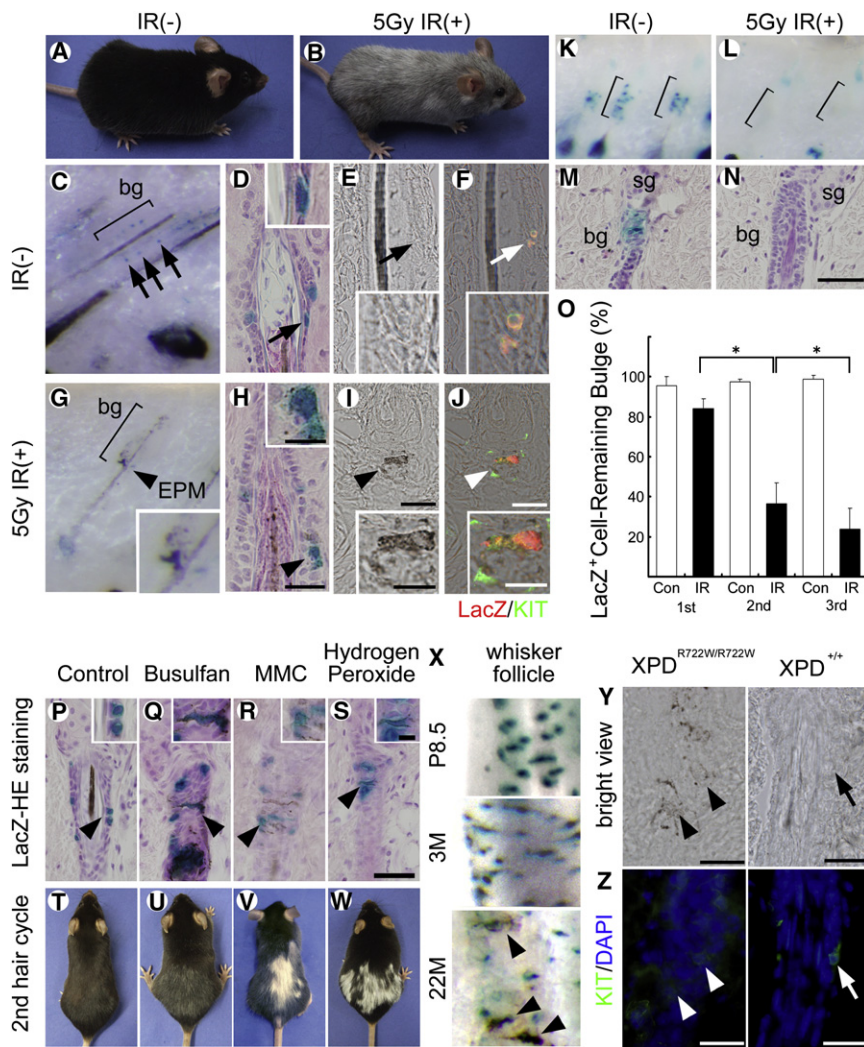 IR(-) 5Gy IR(+) IR(-) 5Gy IR(+)
A B K L
C bg D E F M sg bg N sg bg
IR(-)
O
LacZ+ Cell-Remaining Bulge (%)
100
80
60
40
20
0
Con IR Con IR Con IR
1st 2nd 3rd
* *
G bg EPM H I J
5Gy IR(+)
LacZ/KIT
Control Busulfan MMC Hydrogen Peroxide
LacZ-HE staining
P Q R S
2nd hair cycle
T U V W
X whisker follicle
P8.5
3M
22M
XPD R722W/R722W XPD +/+
Y
bright view
Z
KIT/DAPI